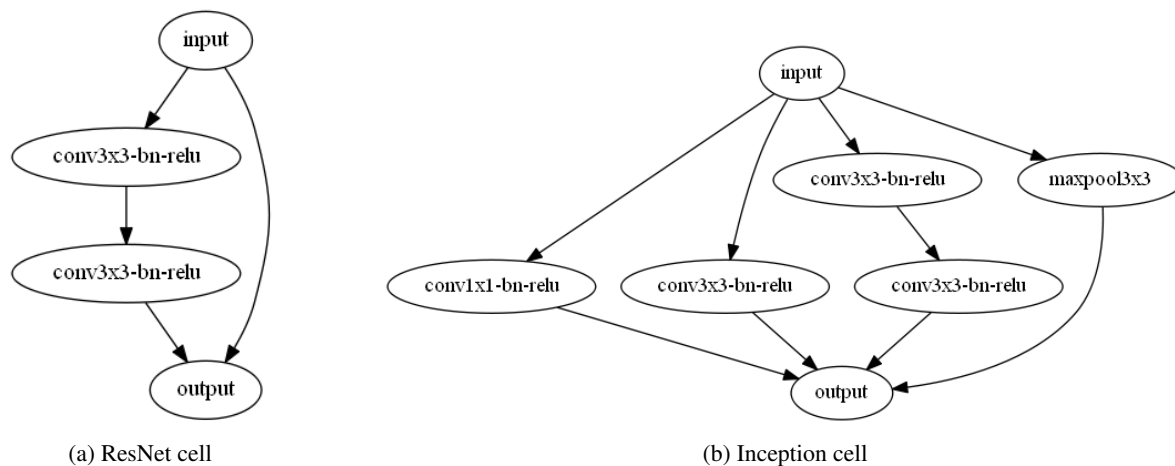 input
conv3x3-bn-relu
conv3x3-bn-relu
output
(a) ResNet cell
input
conv3x3-bn-relu
maxpool3x3
conv1x1-bn-relu
conv3x3-bn-relu
conv3x3-bn-relu
output
(b) Inception cell